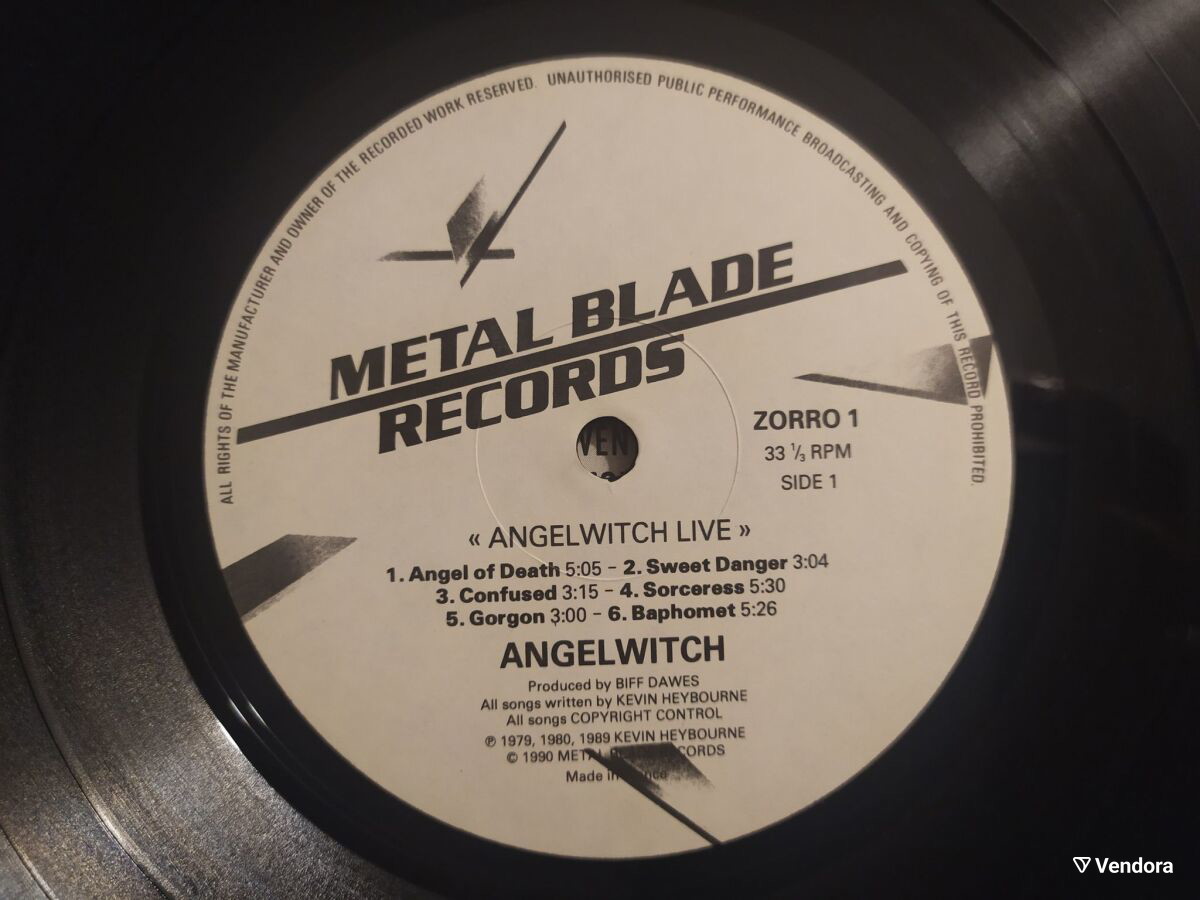 ALL RIGHTS OF THE MANUFACTURER AND OWNER OF THE RECORDED WORK RESERVED. UNAUTHORISED PUBLIC PERFORMANCE BROADCASTING AND COPYING OF THIS RECORD PROHIBITED.
METAL BLADE
RECORDS
VEN
ZORRO 1
33 1/3 RPM
SIDE 1
« ANGELWITCH LIVE »
1. Angel of Death 5:05 - 2. Sweet Danger 3:04
3. Confused 3:15 - 4. Sorceress 5:30
5. Gorgon 3:00 - 6. Baphomet 5:26
ANGELWITCH
Produced by BIFF DAWES
All songs written by KEVIN HEYBOURNE
All songs COPYRIGHT CONTROL
℗ 1979, 1980, 1989 KEVIN HEYBOURNE
© 1990 METAL BLADE RECORDS
Made in
Vendora